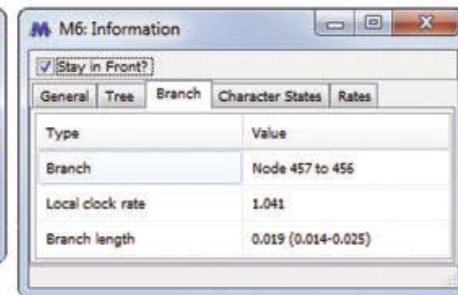 M6: Information
Stay in Front?
General Tree Branch Character States Rates
Type Value
Branch Node 457 to 456
Local clock rate 1.041
Branch length 0.019 (0.014-0.025)